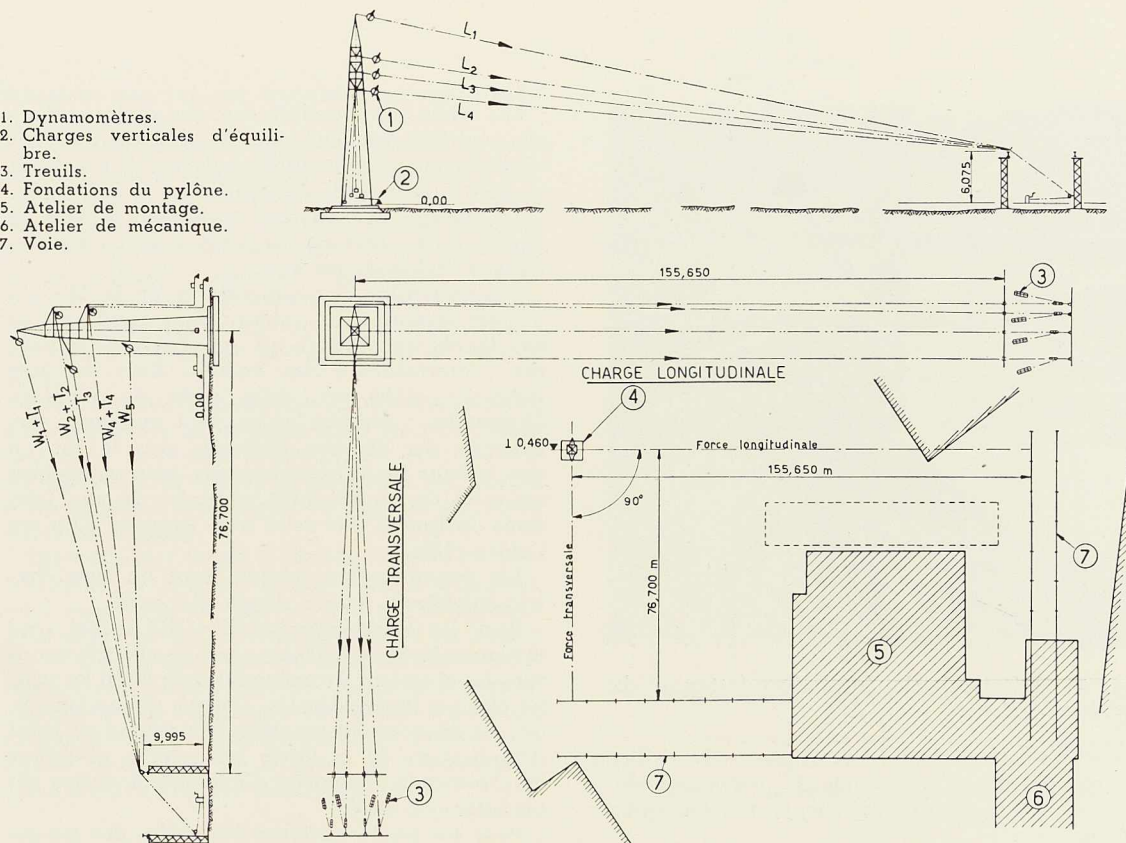 1. Dynamomètres.
2. Charges verticales d'équili-
bre.
3. Treuils.
4. Fondations du pylône.
5. Atelier de montage.
6. Atelier de mécanique.
7. Voie.
L1
L2
L3
L4
1
2
0,00
6,075
155,650
3
CHARGE LONGITUDINALE
W1+T1
W2+T2
T3
W4+T4
W5
0,00
76,700
9,995
CHARGE TRANSVERSALE
3
4
⊥ 0,460
Force longitudinale
155,650 m
90°
Force transversale
76,700 m
5
7
7
6